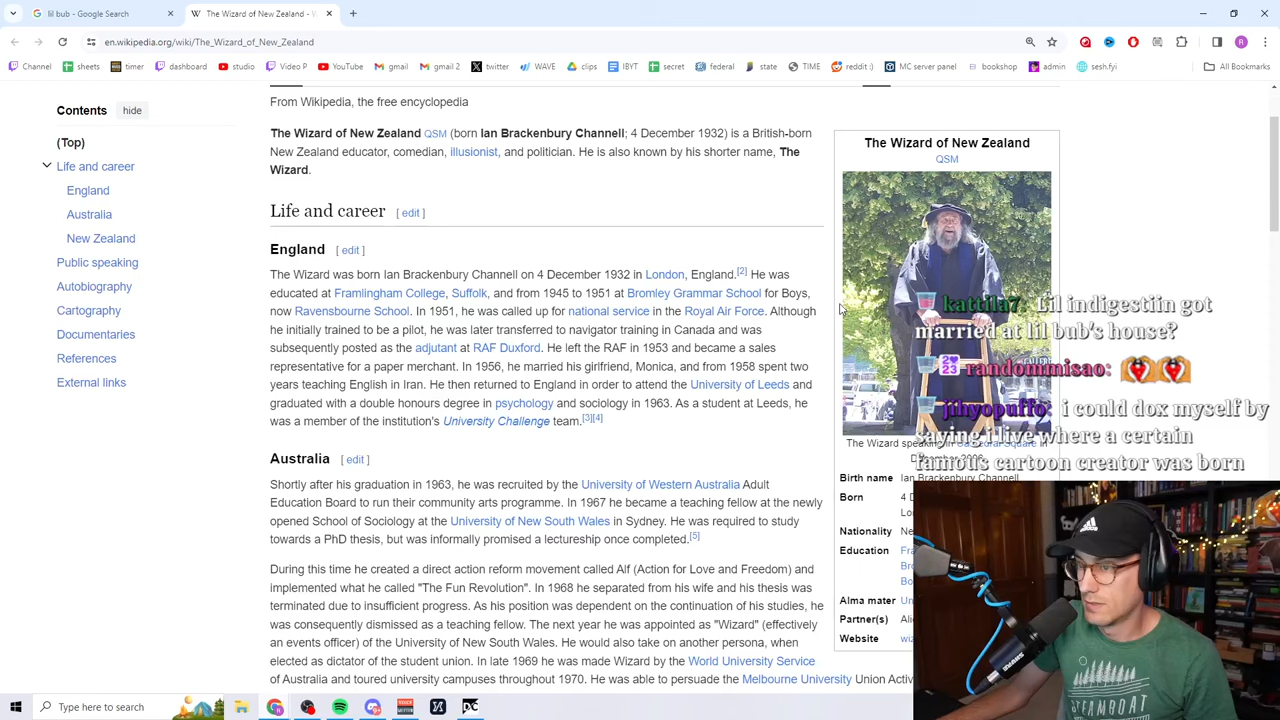 lil bub - Google Search
The Wizard of New Zealand - W
en.wikipedia.org/wiki/The_Wizard_of_New_Zealand
Channel sheets timer dashboard studio Video P YouTube gmail gmail 2 twitter WAVE clips IBYT secret federal state TIME reddit :) MC server panel bookshop sesh.fyi All Bookmarks
Contents hide
(Top)
Life and career
England
Australia
New Zealand
Public speaking
Autobiography
Cartography
Documentaries
References
External links
From Wikipedia, the free encyclopedia
The Wizard of New Zealand QSM (born Ian Brackenbury Channell; 4 December 1932) is a British-born
New Zealand educator, comedian, illusionist, and politician. He is also known by his shorter name, The
Wizard.
Life and career [ edit ]
England [ edit ]
The Wizard was born Ian Brackenbury Channell on 4 December 1932 in London, England.[2] He was
educated at Framlingham College, Suffolk, and from 1945 to 1951 at Bromley Grammar School for Boys,
now Ravensbourne School. In 1951, he was called up for national service in the Royal Air Force. Although
he initially trained to be a pilot, he was later transferred to navigator training in Canada and was
subsequently posted as the adjutant at RAF Duxford. He left the RAF in 1953 and became a sales
representative for a paper merchant. In 1956, he married his girlfriend, Monica, and from 1958 spent two
years teaching English in Iran. He then returned to England in order to attend the University of Leeds and
graduated with a double honours degree in psychology and sociology in 1963. As a student at Leeds, he
was a member of the institution's University Challenge team.[3][4]
Australia [ edit ]
Shortly after his graduation in 1963, he was recruited by the University of Western Australia Adult
Education Board to run their community arts programme. In 1967 he became a teaching fellow at the newly
opened School of Sociology at the University of New South Wales in Sydney. He was required to study
towards a PhD thesis, but was informally promised a lectureship once completed.[5]
During this time he created a direct action reform movement called Alf (Action for Love and Freedom) and
implemented what he called "The Fun Revolution". In 1968 he separated from his wife and his thesis was
terminated due to insufficient progress. As his position was dependent on the continuation of his studies, he
was consequently dismissed as a teaching fellow. The next year he was appointed as "Wizard" (effectively
an events officer) of the University of New South Wales. He would also take on another persona, when
elected as dictator of the student union. In late 1969 he was made Wizard by the World University Service
of Australia and toured university campuses throughout 1970. He was able to persuade the Melbourne University Union Activ
The Wizard of New Zealand
QSM
The Wizard speaking in Cathedral Square in
Birth name Ian Brackenbury Channell
Born 4 D
Nationality Ne
Education Fra
Alma mater Un
Partner(s) Ali
Website wiz
kattila7: Lil indigestiin got
married at lil bub's house?
2 23 randommisao:
jihyopuffo: i could dox myself by
saying i live where a certain
famous cartoon creator was born
adidas
STEAMBOAT
Type here to search